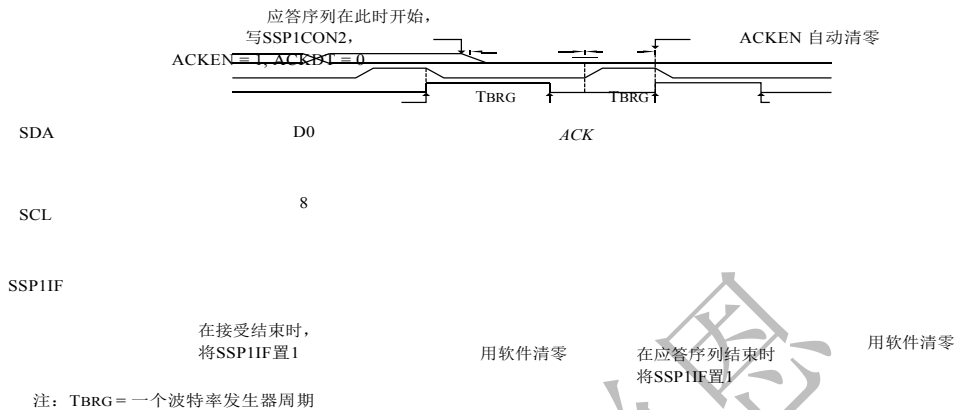 应答序列在此时开始，
写SSP1CON2，
ACKEN = 1, ACKDT = 0
ACKEN 自动清零
TBRG
TBRG
SDA
D0
ACK
SCL
8
SSP1IF
在接受结束时，
将SSP1IF置1
用软件清零
在应答序列结束时
将SSP1IF置1
用软件清零
注：TBRG = 一个波特率发生器周期